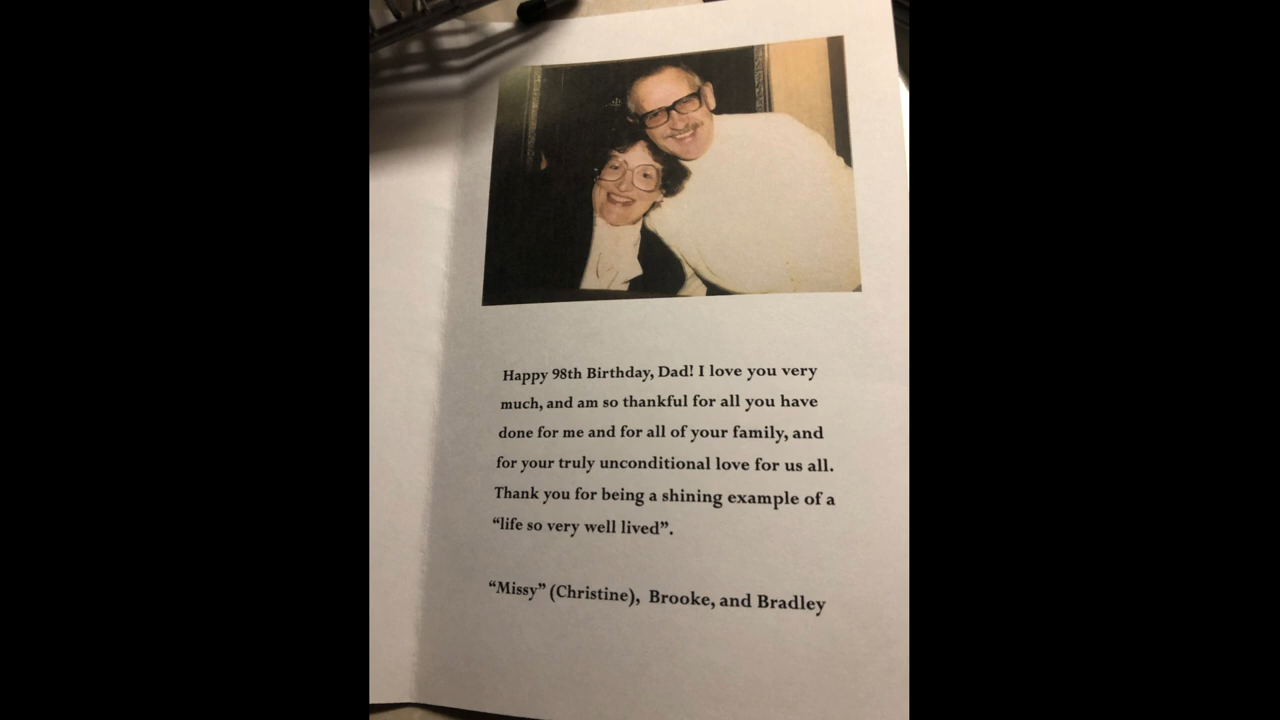 Happy 98th Birthday, Dad! I love you very
much, and am so thankful for all you have
done for me and for all of your family, and
for your truly unconditional love for us all.
Thank you for being a shining example of a
“life so very well lived”.
“Missy” (Christine), Brooke, and Bradley